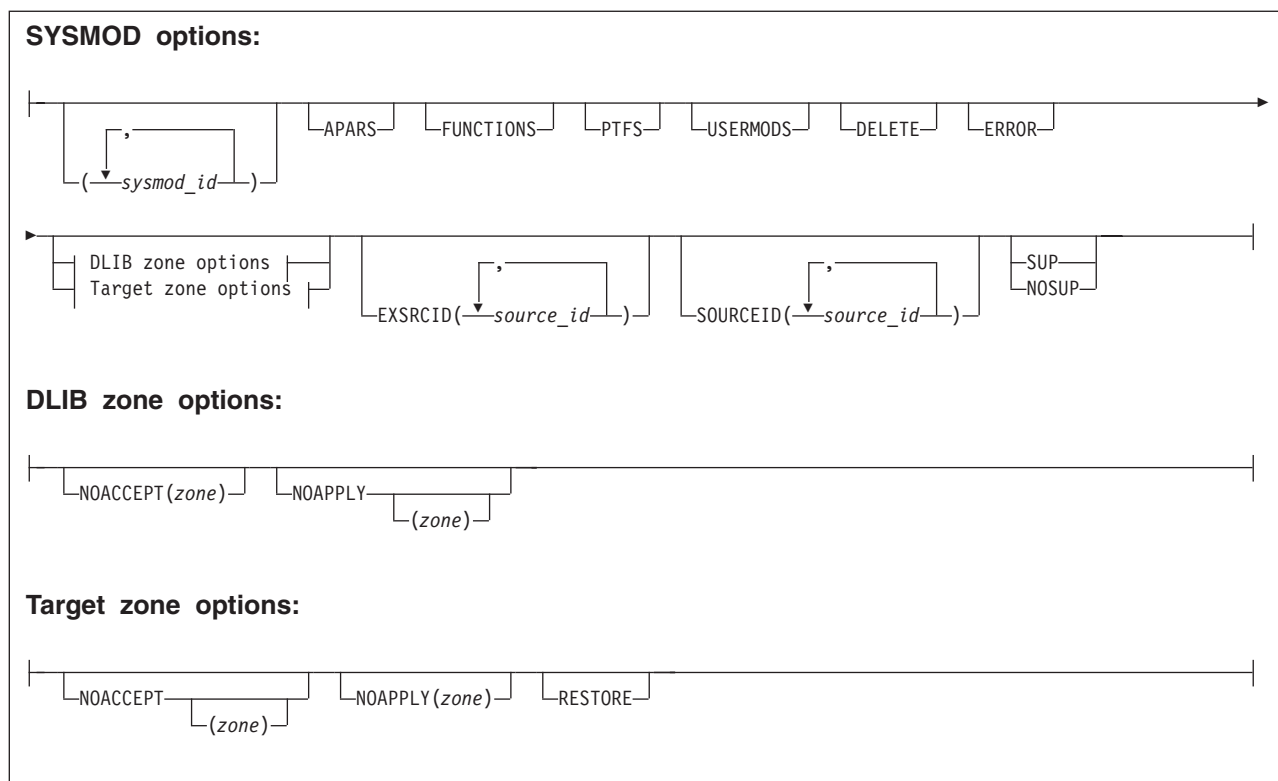 SYSMOD options:
APARS FUNCTIONS PTFS USERMODS DELETE ERROR
,
( sysmod_id )
DLIB zone options
Target zone options
, ,
EXSRCID( source_id ) SOURCEID( source_id )
SUP
NOSUP
DLIB zone options:
NOACCEPT(zone) NOAPPLY
(zone)
Target zone options:
NOACCEPT NOAPPLY(zone) RESTORE
(zone)